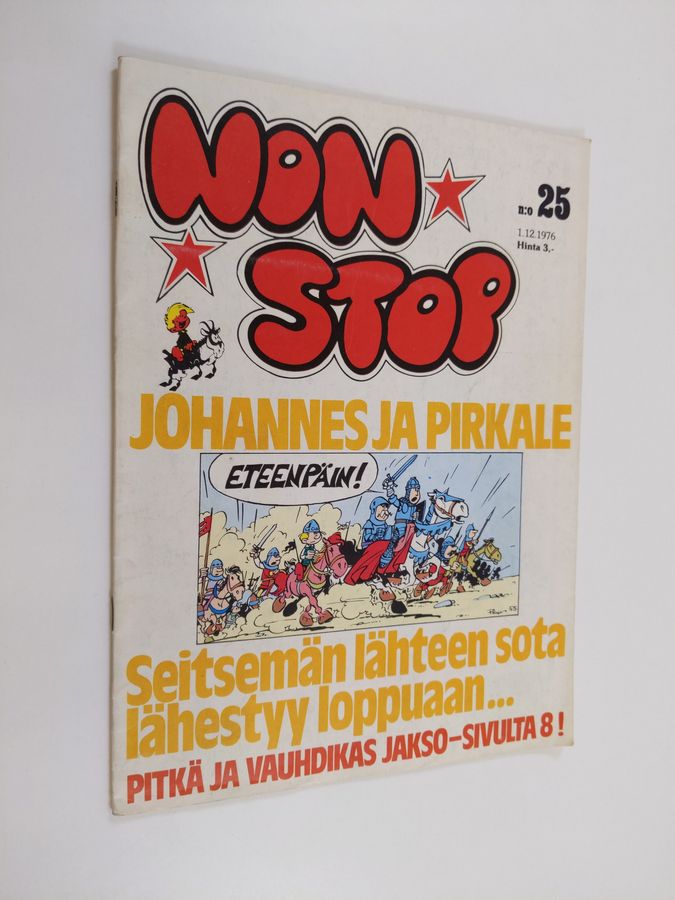 NON
STOP
n:o 25
1.12.1976
Hinta 3,-
JOHANNES JA PIRKALE
ETEENPÄIN!
Seitsemän lähteen sota
lähestyy loppuaan...
PITKÄ JA VAUHDIKAS JAKSO-SIVULTA 8!